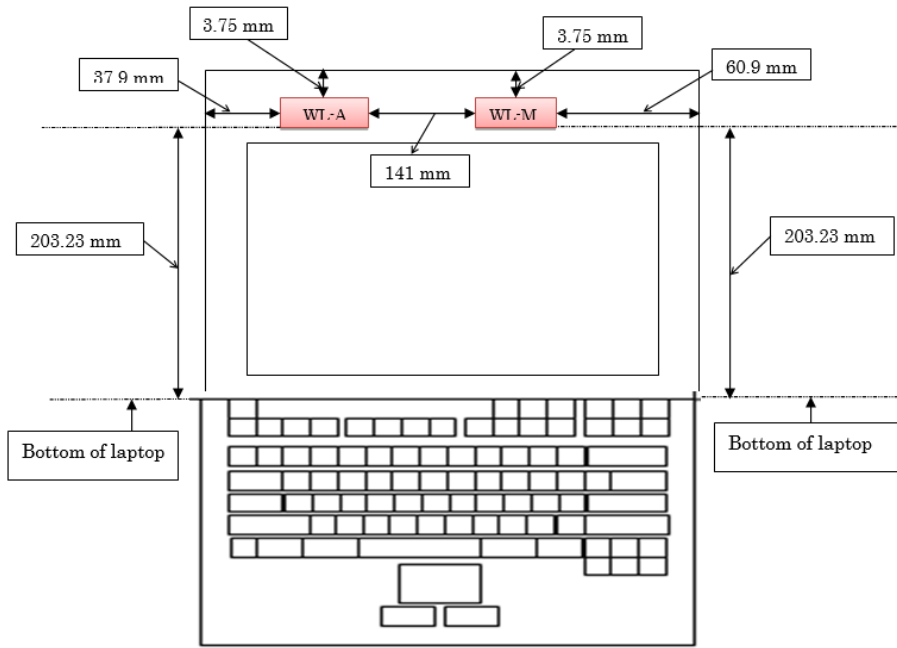 3.75 mm
3.75 mm
37.9 mm
60.9 mm
WL-A
WL-M
141 mm
203.23 mm
203.23 mm
Bottom of laptop
Bottom of laptop